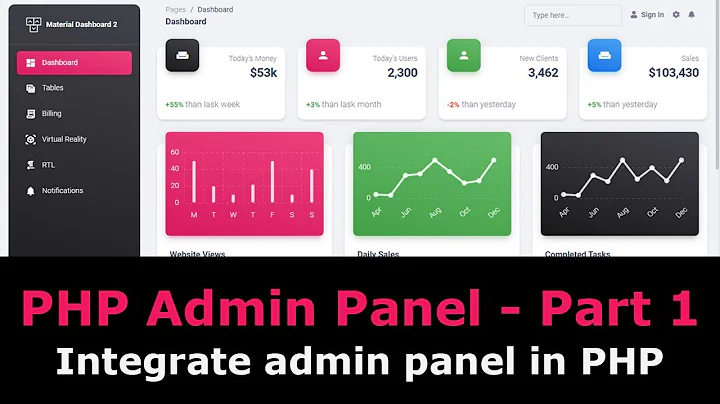 Material Dashboard 2
Dashboard
Tables
Billing
Virtual Reality
RTL
Notifications
Pages / Dashboard
Dashboard
Type here...
Sign In
Today's Money
$53k
+55% than lask week
Today's Users
2,300
+3% than lask month
New Clients
3,462
-2% than yesterday
Sales
$103,430
+5% than yesterday
60
40
20
0
M T W T F S S
Website Views
400
0
Apr Jun Aug Oct Dec
Daily Sales
400
0
Apr Jun Aug Oct Dec
Completed Tasks
PHP Admin Panel - Part 1
Integrate admin panel in PHP